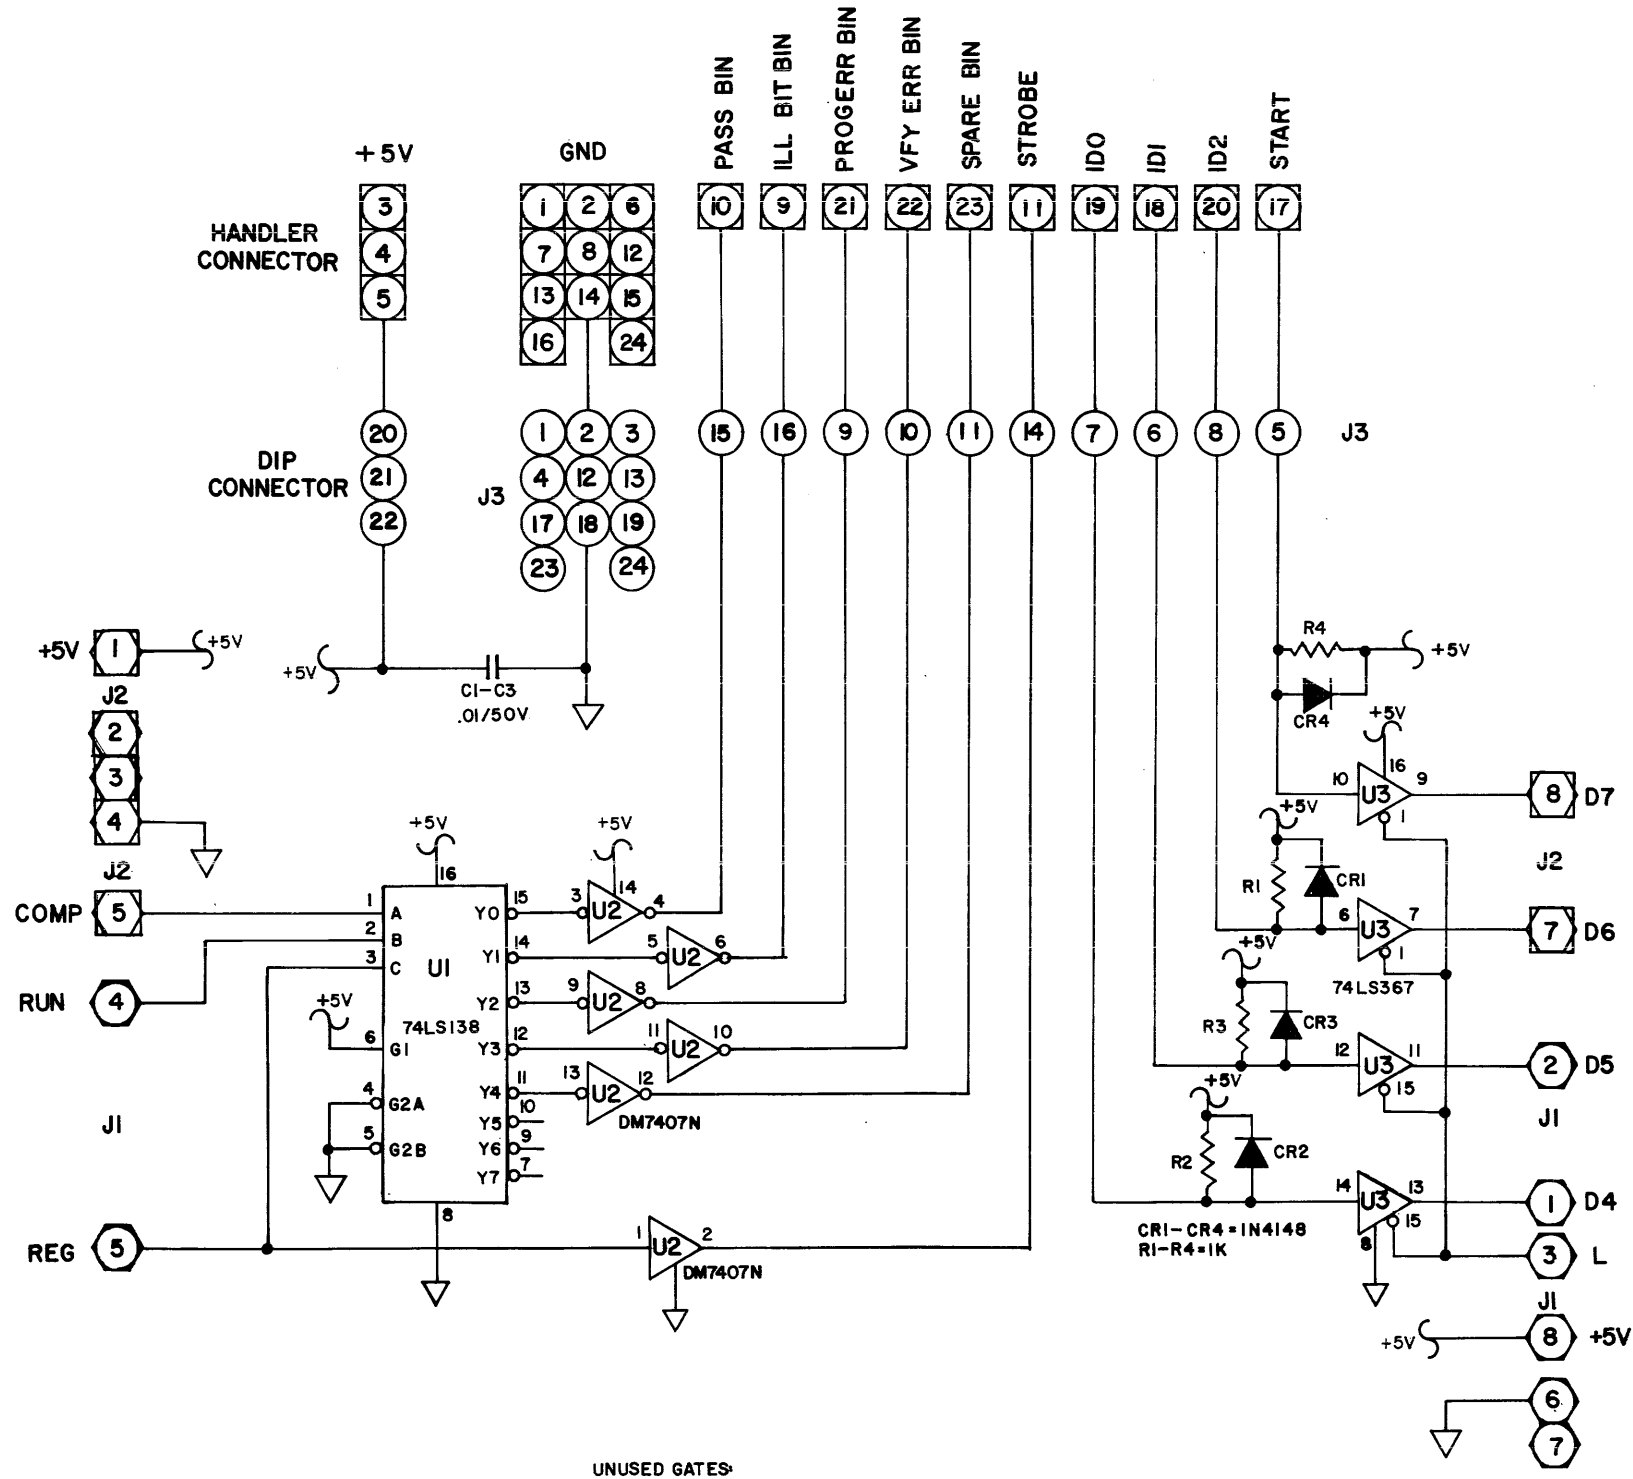 PASS BIN
ILL BIT BIN
PROGERR BIN
VFY ERR BIN
SPARE BIN
STROBE
ID0
ID1
ID2
START
+5V
GND
HANDLER
CONNECTOR
3
4
5
1 2 6
7 8 12
13 14 15
16 24
10 9 21 22 23 11 19 18 20 17
DIP
CONNECTOR
20
21
22
J3
1 2 3
4 12 13
17 18 19
23 24
15 16 9 10 11 14 7 6 8 5 J3
+5V 1 +5V
J2
2
3
4
J2
+5V
C1-C3
.01/50V
R4
+5V
CR4
+5V
16
10 U3 9
1
8 D7
J2
+5V
R1 CR1
6 U3 7
1
7 D6
74LS367
+5V
R3 CR3
12 U3 11
15
2 D5
J1
+5V
R2 CR2
14 U3 13
15
8
1 D4
3 L
J1
CR1-CR4=1N4148
R1-R4=1K
+5V 8 +5V
6
7
COMP 5
RUN 4
J1
REG 5
+5V
16
1 A
2 B
3 C
U1
74LS138
+5V
6 G1
4 G2A
5 G2B
8
Y0 15
Y1 14
Y2 13
Y3 12
Y4 11
Y5 10
Y6 9
Y7 7
+5V
14
3 U2 4
5 U2 6
9 U2 8
11 U2 10
13 U2 12
DM7407N
1 U2 2
DM7407N
UNUSED GATES: